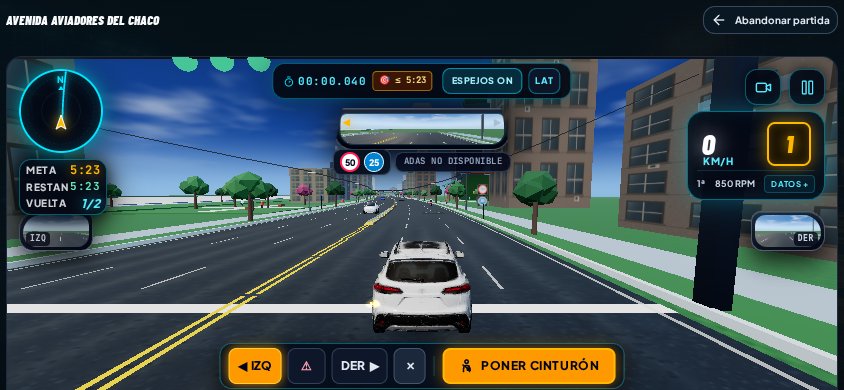 AVENIDA AVIADORES DEL CHACO
Abandonar partida
N
00:00.040
≤ 5:23
ESPEJOS ON
LAT
50
25
ADAS NO DISPONIBLE
0
KM/H
1
1ª
850 RPM
DATOS +
META 5:23
RESTAN 5:23
VUELTA 1/2
IZQ
DER
◀ IZQ
⚠
DER ▶
×
PONER CINTURÓN